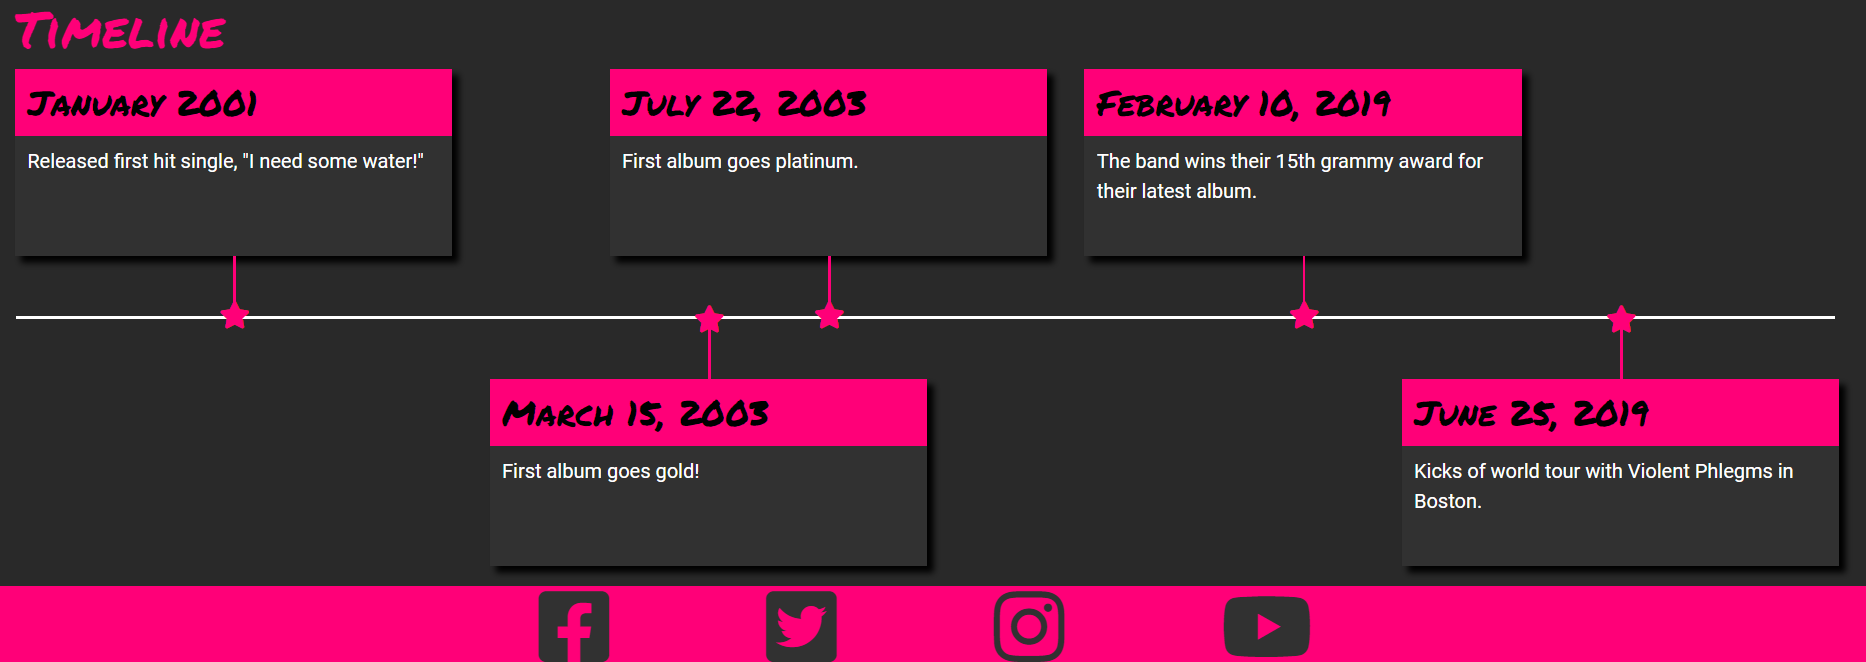 Timeline
January 2001
Released first hit single, "I need some water!"
July 22, 2003
First album goes platinum.
February 10, 2019
The band wins their 15th grammy award for
their latest album.
March 15, 2003
First album goes gold!
June 25, 2019
Kicks of world tour with Violent Phlegms in
Boston.